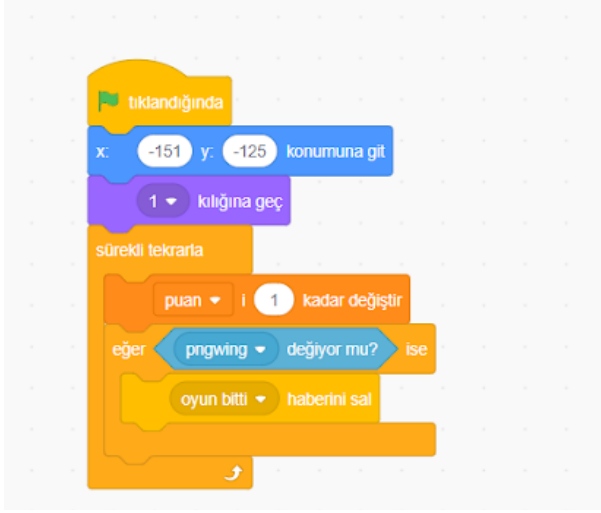 tıklandığında
x: -151 y: -125 konumuna git
1 kılığına geç
sürekli tekrarla
puan i 1 kadar değiştir
eğer pngwing değiyor mu? ise
oyun bitti haberini sal